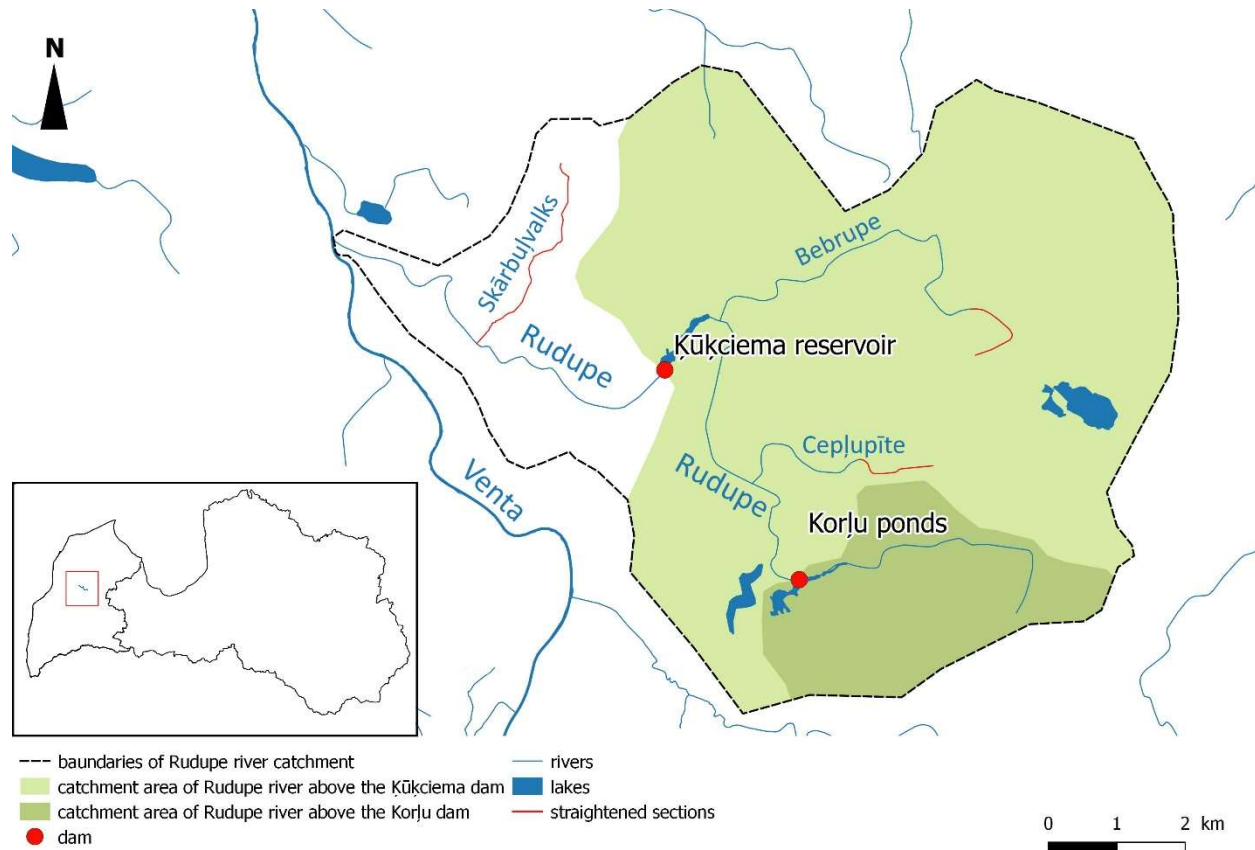 N
Skārbuļvalks
Bebrupe
Rudupe
Ķūķciema reservoir
Cepļupīte
Rudupe
Venta
Korļu ponds
baundaries of Rudupe river catchment
catchment area of Rudupe river above the Ķūķciema dam
catchment area of Rudupe river above the Korļu dam
dam
rivers
lakes
straightened sections
0 1 2 km